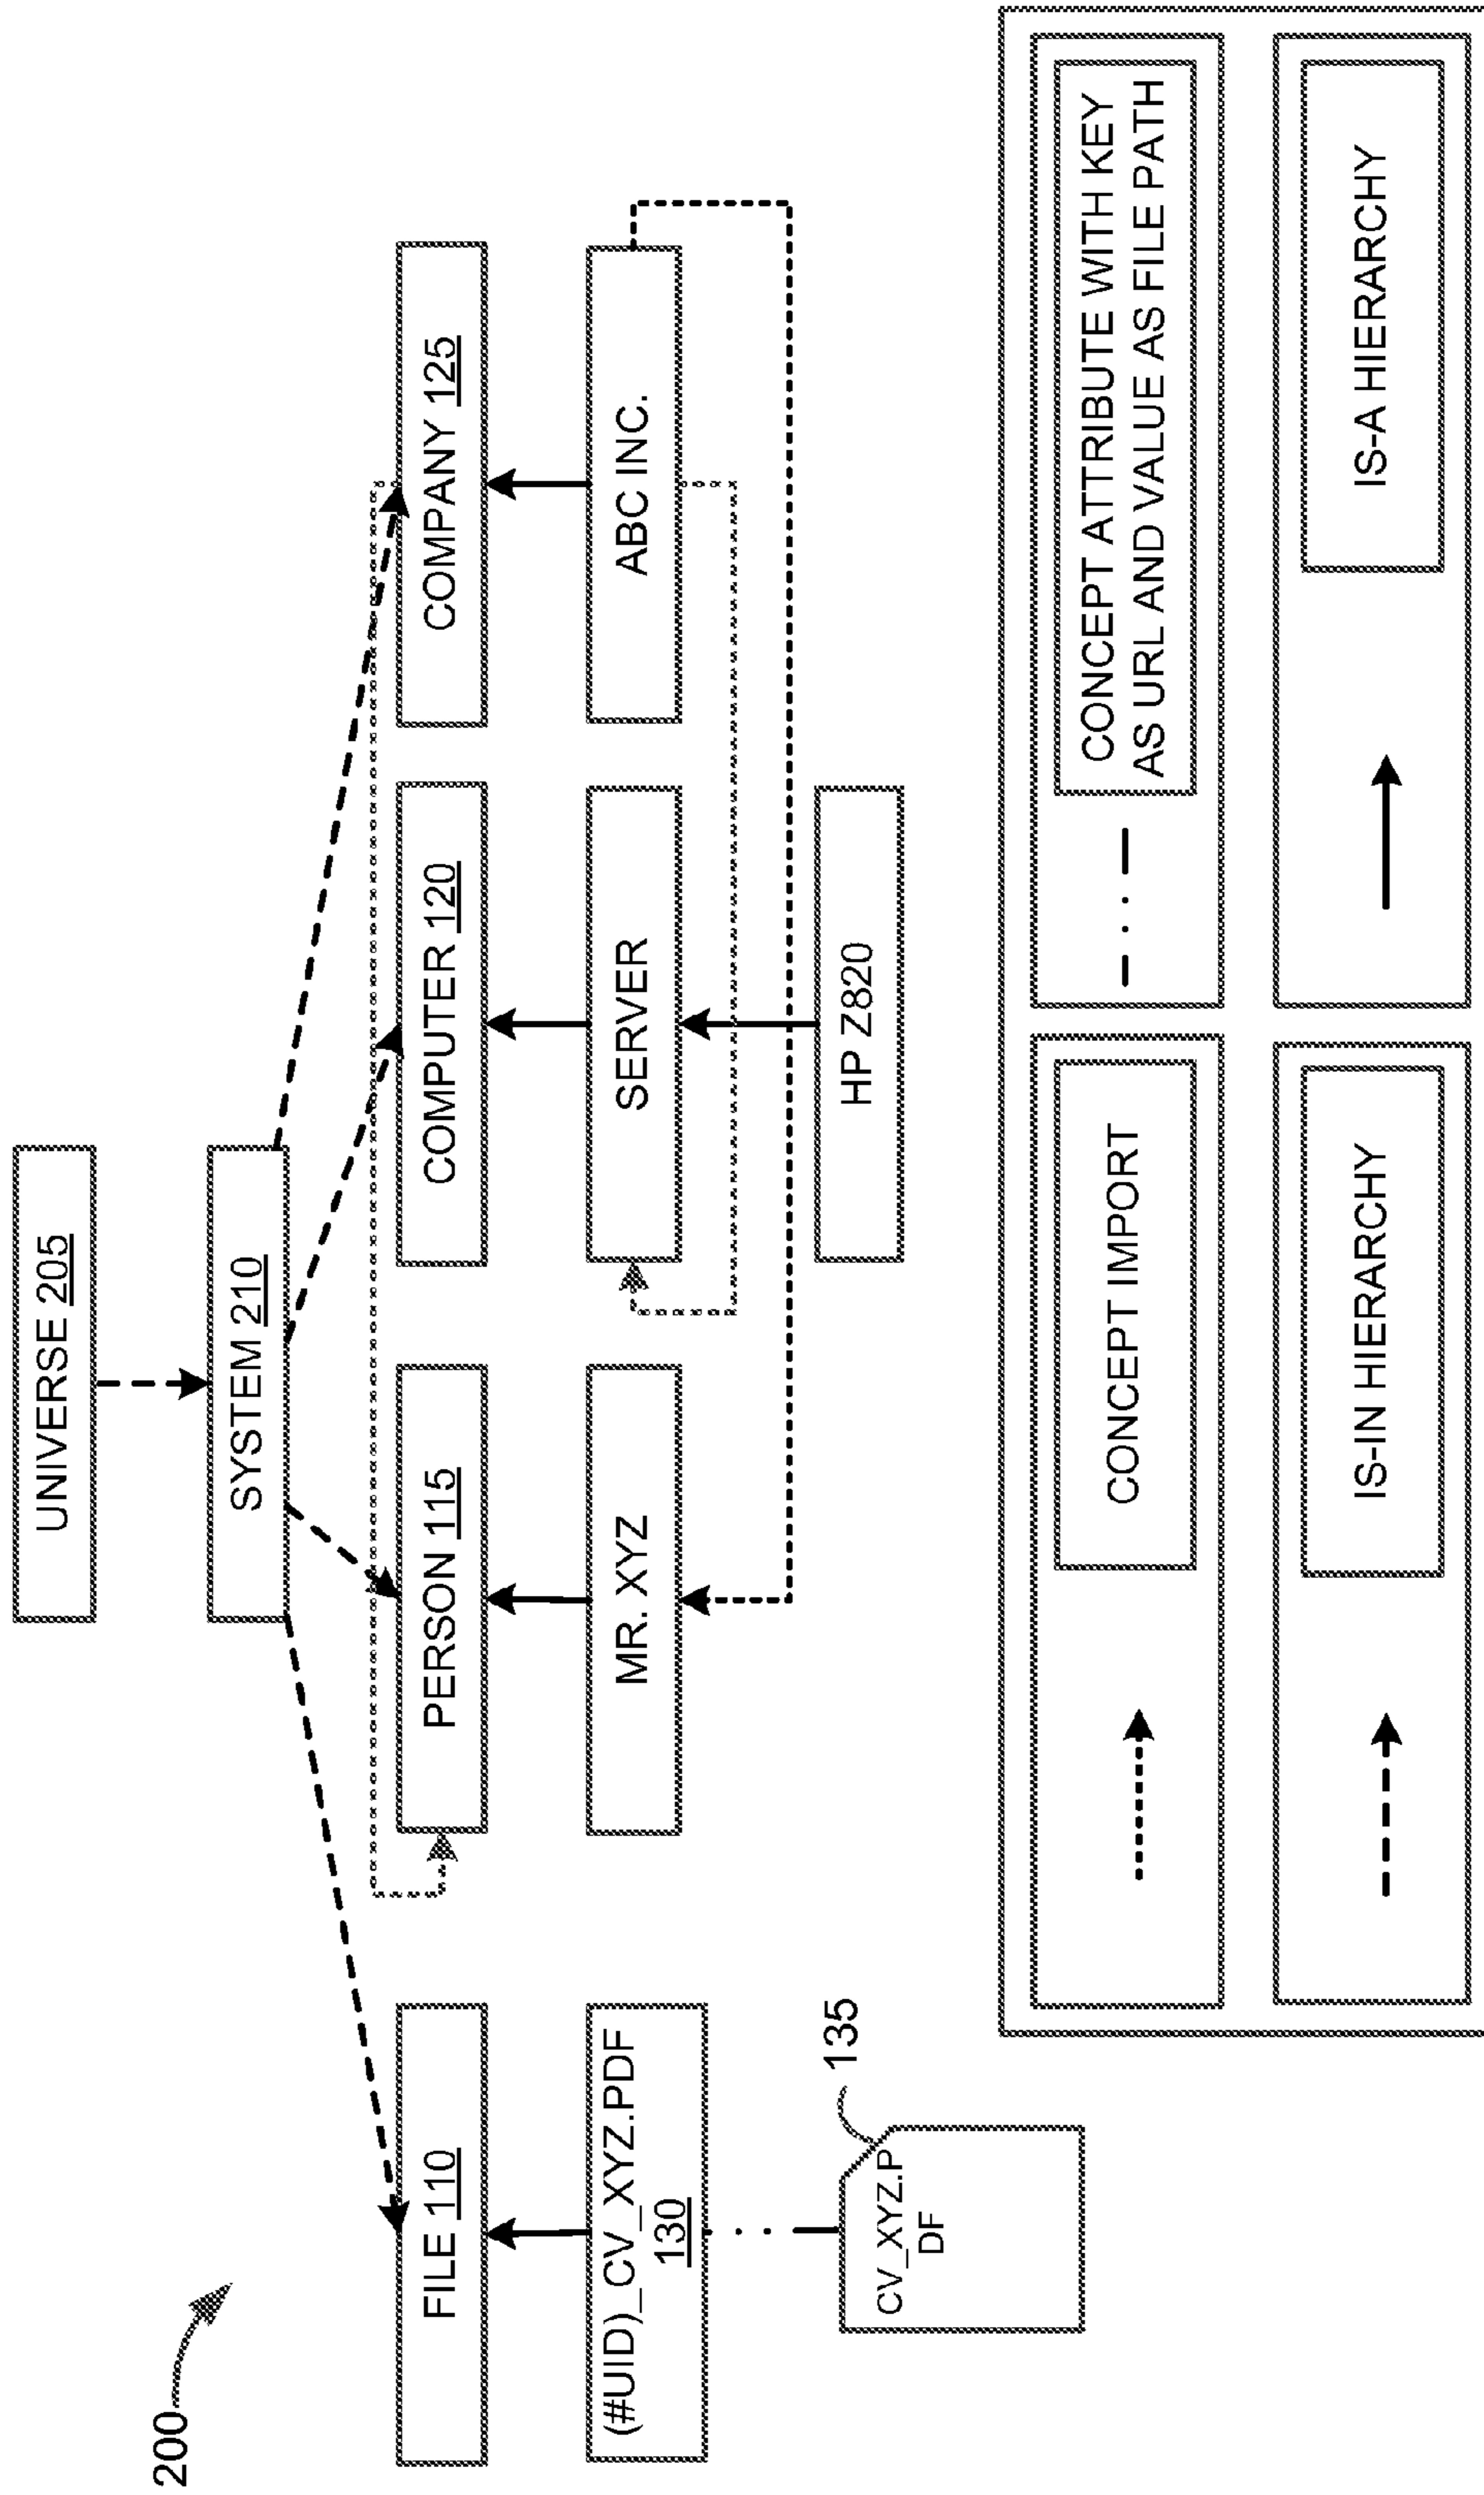 200
UNIVERSE 205
SYSTEM 210
FILE 110
PERSON 115
COMPUTER 120
COMPANY 125
(#UID)_CV_XYZ.PDF
130
MR. XYZ
SERVER
ABC INC.
CV_XYZ.P
DF
135
HP Z820
CONCEPT IMPORT
CONCEPT ATTRIBUTE WITH KEY
AS URL AND VALUE AS FILE PATH
IS-IN HIERARCHY
IS-A HIERARCHY